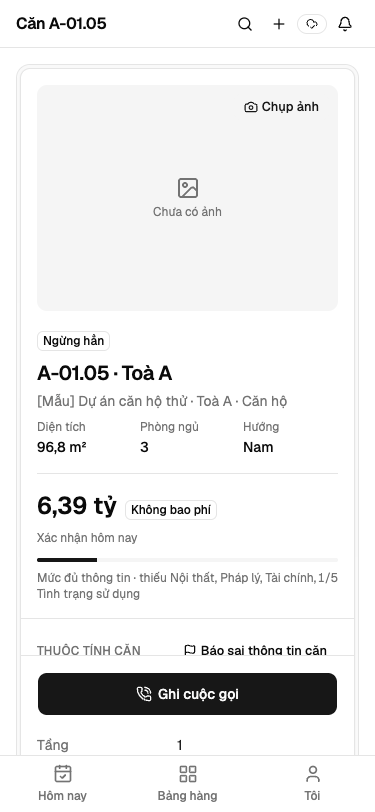 Căn A-01.05
Chụp ảnh
Chưa có ảnh
Ngừng hẳn
A-01.05 · Toà A
[Mẫu] Dự án căn hộ thử · Toà A · Căn hộ
Diện tích Phòng ngủ Hướng
96,8 m² 3 Nam
6,39 tỷ Không bao phí
Xác nhận hôm nay
Mức đủ thông tin · thiếu Nội thất, Pháp lý, Tài chính, 1/5
Tình trạng sử dụng
THUỘC TÍNH CĂN Báo sai thông tin căn
Ghi cuộc gọi
Tầng 1
Hôm nay Bảng hàng Tôi